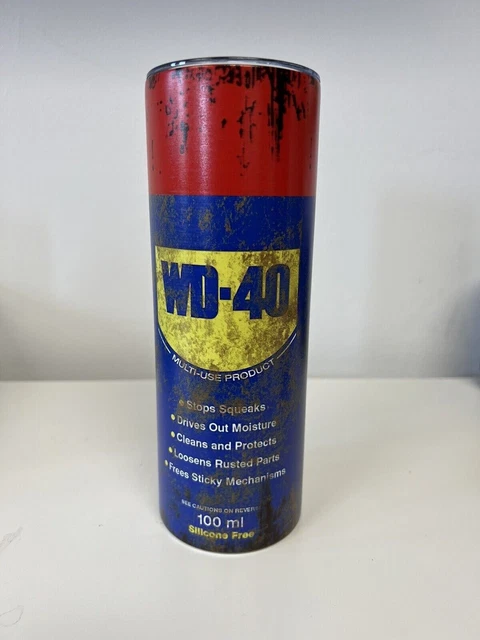 WD-40
MULTI-USE PRODUCT
Stops Squeaks
Drives Out Moisture
Cleans and Protects
Loosens Rusted Parts
Frees Sticky Mechanisms
SEE CAUTIONS ON REVERS
100 ml
Silicone Free